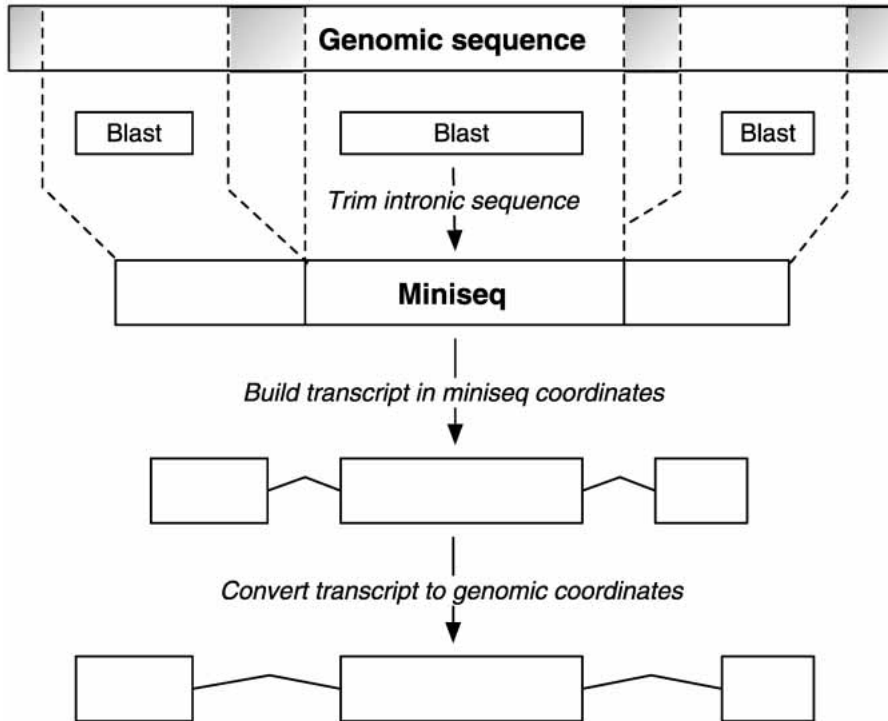 Genomic sequence
Blast
Blast
Blast
Trim intronic sequence
Miniseq
Build transcript in miniseq coordinates
Convert transcript to genomic coordinates